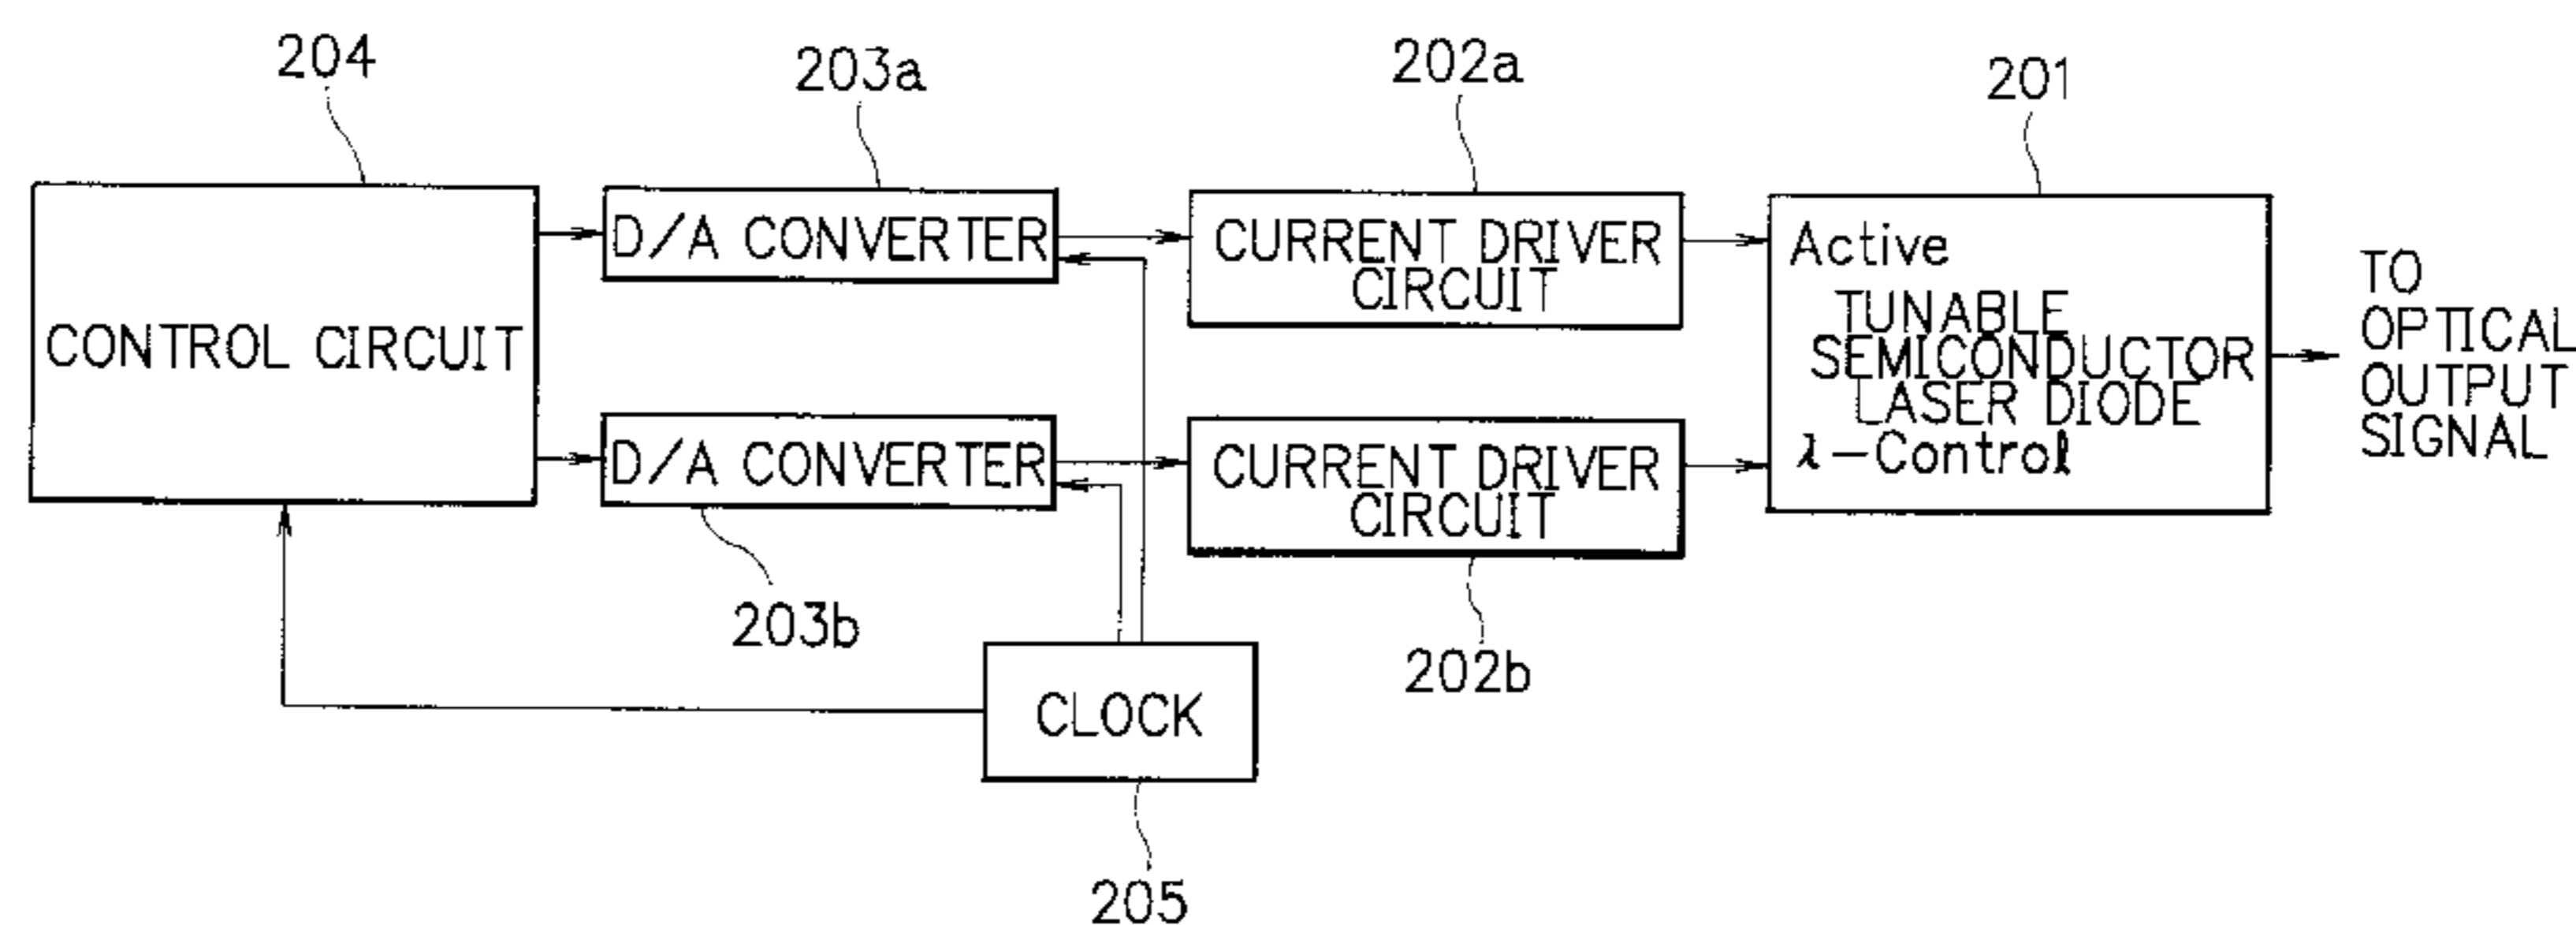 204
203a
202a
201
CONTROL CIRCUIT
D/A CONVERTER
CURRENT DRIVER
CIRCUIT
Active
TUNABLE
SEMICONDUCTOR
LASER DIODE
λ-Control
TO
OPTICAL
OUTPUT
SIGNAL
D/A CONVERTER
CURRENT DRIVER
CIRCUIT
203b
202b
CLOCK
205